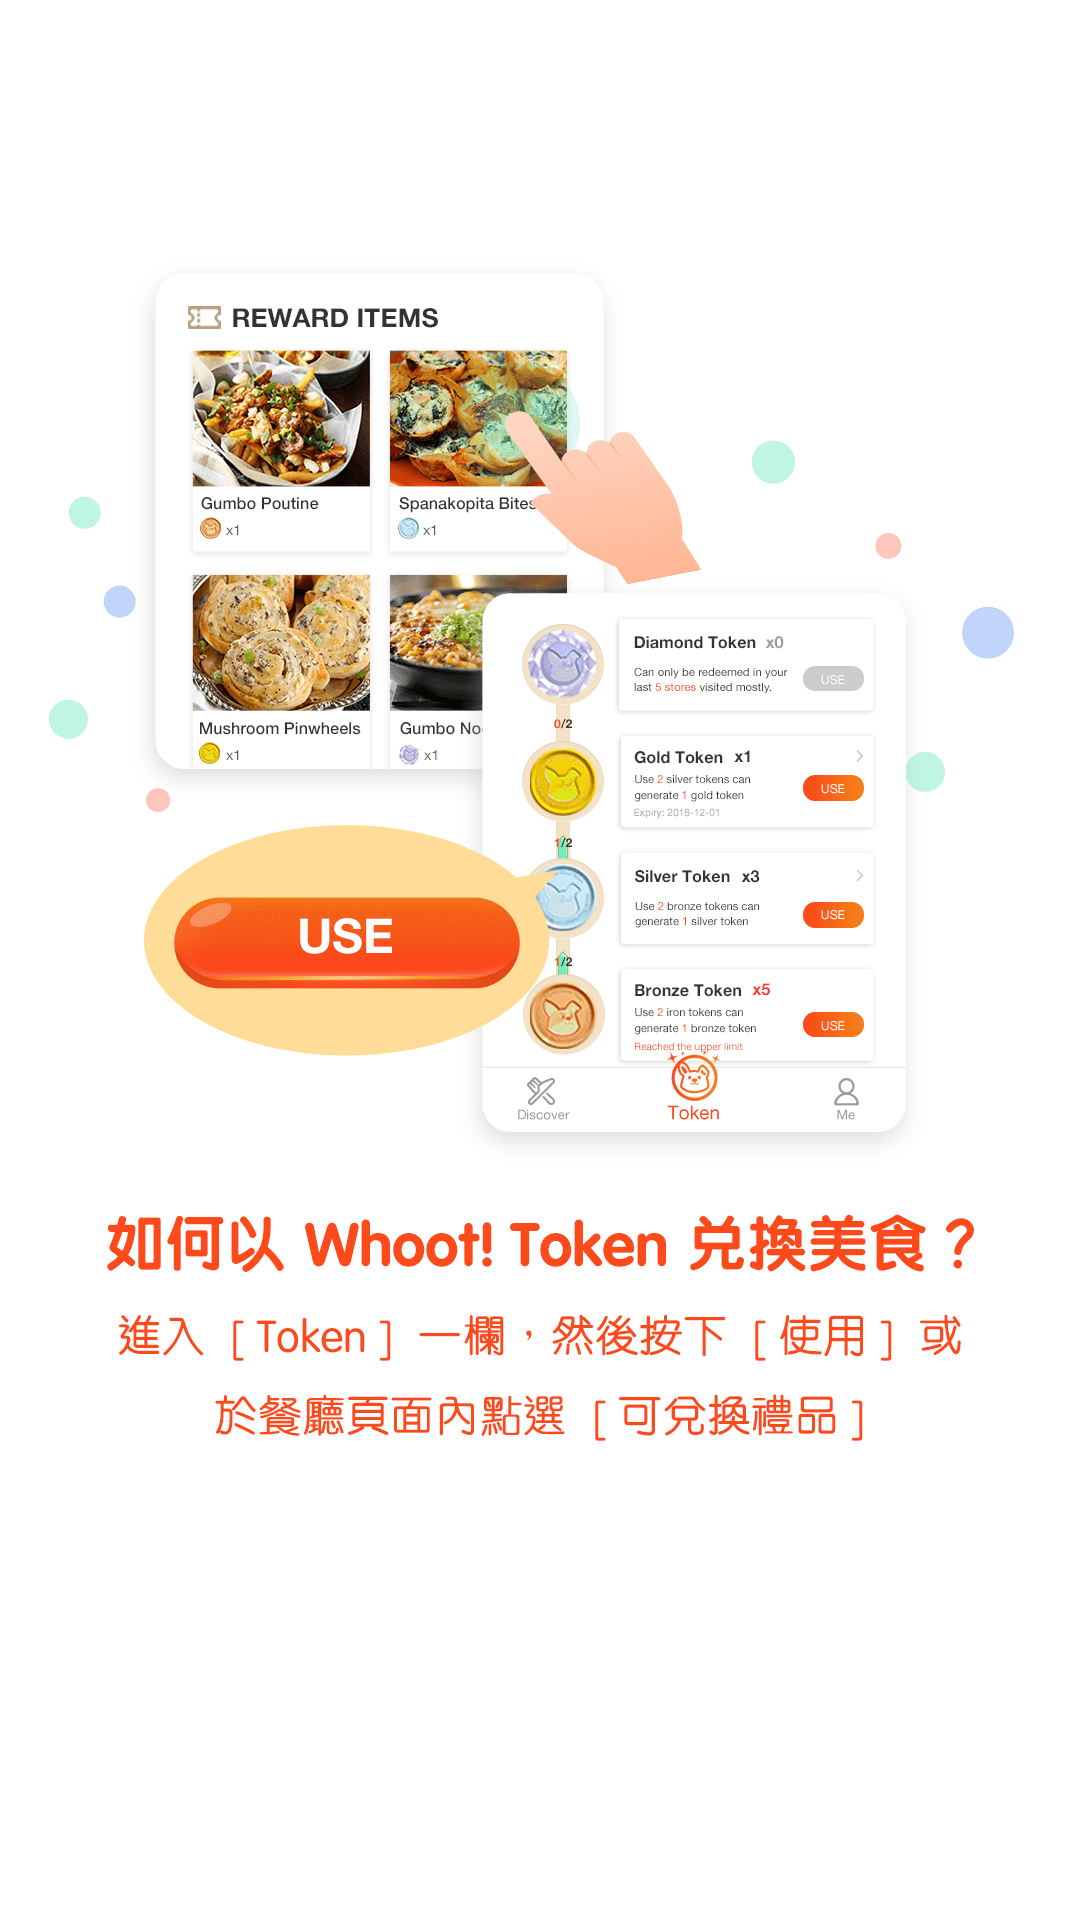 REWARD ITEMS
Gumbo Poutine
x1
Spanakopita Bites
x1
Mushroom Pinwheels
x1
Gumbo
x1
Diamond Token x0
Can only be redeemed in your
last 5 stores visited mostly.
USE
0/2
Gold Token x1
Use 2 silver tokens can
generate 1 gold token
Expiry: 2018-12-01
USE
1/2
Silver Token x3
Use 2 bronze tokens can
generate 1 silver token
USE
1/2
Bronze Token x5
Use 2 iron tokens can
generate 1 bronze token
Reached the upper limit
USE
Discover
Token
Me
USE
如何以 Whoot! Token 兑換美食？
進入 [ Token ] 一欄，然後按下 [ 使用 ] 或
於餐廳頁面內點選 [ 可兌換禮品 ]